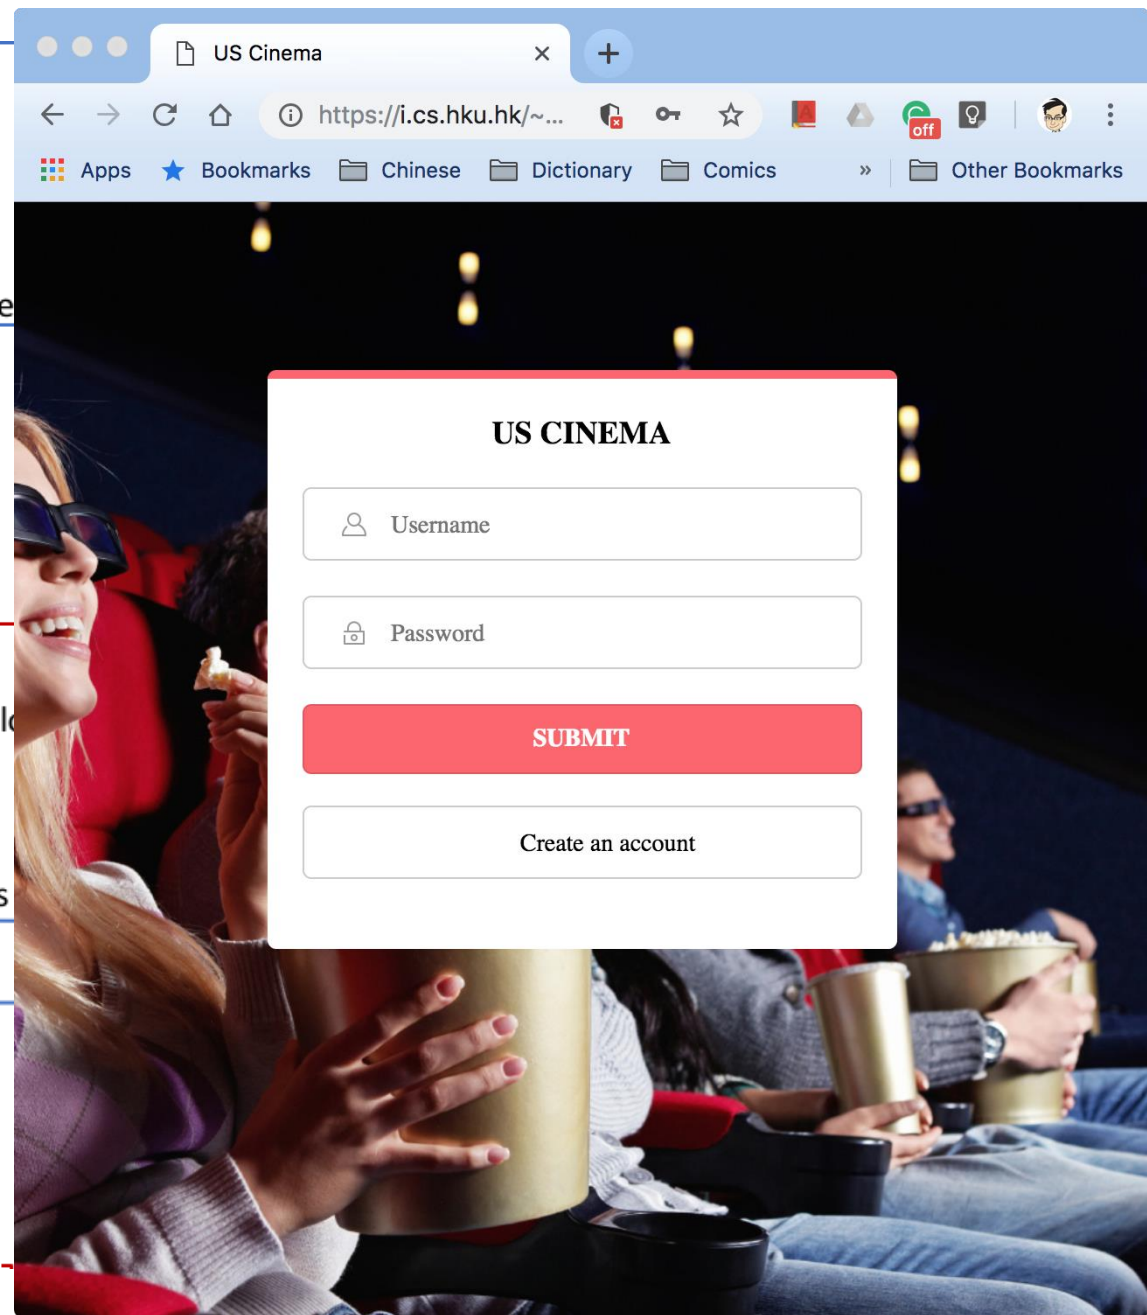 US Cinema
https://i.cs.hku.hk/~...
off
Apps Bookmarks Chinese Dictionary Comics » Other Bookmarks
US CINEMA
Username
Password
SUBMIT
Create an account